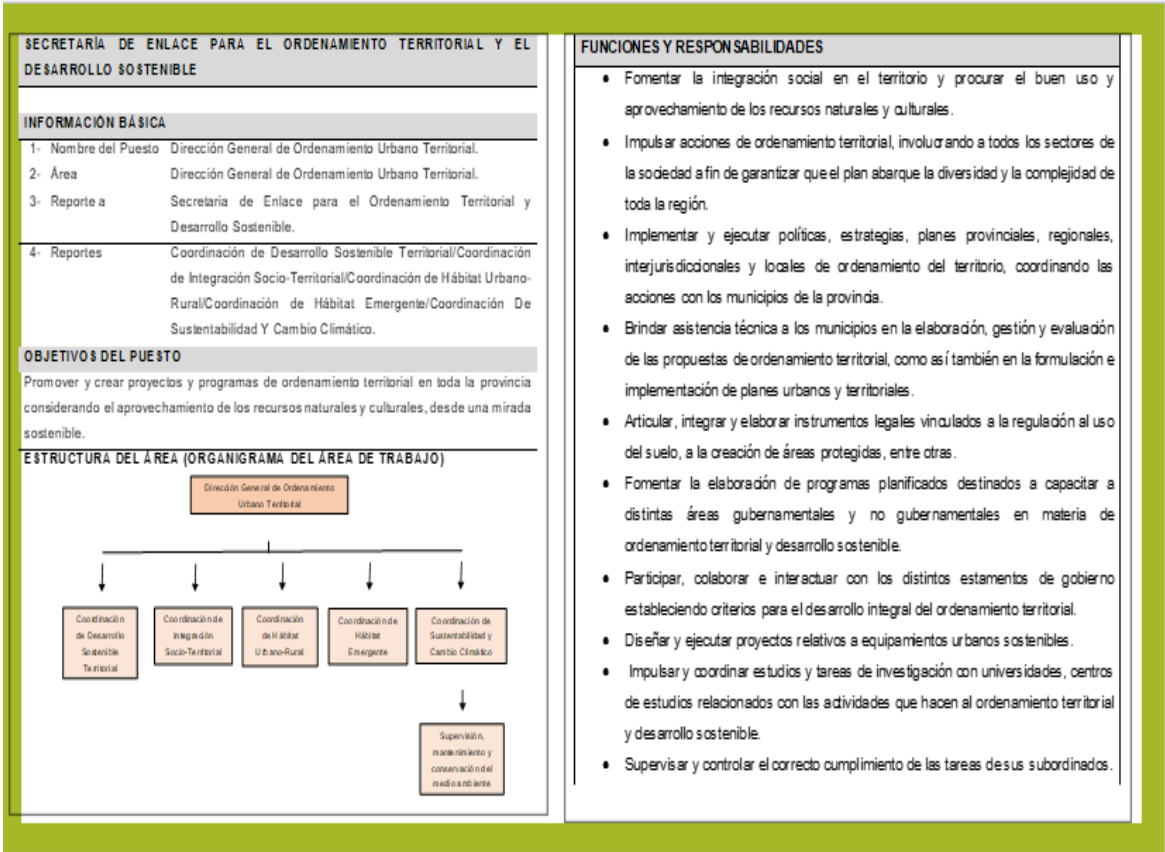 SECRETARÍA DE ENLACE PARA EL ORDENAMIENTO TERRITORIAL Y EL
DESARROLLO SOSTENIBLE
INFORMACIÓN BÁSICA
1- Nombre del Puesto Dirección General de Ordenamiento Urbano Territorial.
2- Área Dirección General de Ordenamiento Urbano Territorial.
3- Reporte a Secretaria de Enlace para el Ordenamiento Territorial y
Desarrollo Sostenible.
4- Reportes Coordinación de Desarrollo Sostenible Territorial/Coordinación
de Integración Socio-Territorial/Coordinación de Hábitat Urbano-
Rural/Coordinación de Hábitat Emergente/Coordinación De
Sustentabilidad Y Cambio Climático.
OBJETIVOS DEL PUESTO
Promover y crear proyectos y programas de ordenamiento territorial en toda la provincia
considerando el aprovechamiento de los recursos naturales y culturales, desde una mirada
sostenible.
ESTRUCTURA DEL ÁREA (ORGANIGRAMA DEL ÁREA DE TRABAJO)
Dirección General de Ordenamiento
Urbano Territorial
Coordinación
de Desarrollo
Sostenible
Territorial
Coordinación de
Integración
Socio-Territorial
Coordinación
de Hábitat
Urbano-Rural
Coordinación de
Hábitat
Emergente
Coordinación de
Sustentabilidad y
Cambio Climático
Supervisión,
mantenimiento y
conservación del
medio ambiente
FUNCIONES Y RESPONSABILIDADES
• Fomentar la integración social en el territorio y procurar el buen uso y
aprovechamiento de los recursos naturales y culturales.
• Impulsar acciones de ordenamiento territorial, involucrando a todos los sectores de
la sociedad a fin de garantizar que el plan abarque la diversidad y la complejidad de
toda la región.
• Implementar y ejecutar políticas, estrategias, planes provinciales, regionales,
interjurisdiccionales y locales de ordenamiento del territorio, coordinando las
acciones con los municipios de la provincia.
• Brindar asistencia técnica a los municipios en la elaboración, gestión y evaluación
de las propuestas de ordenamiento territorial, como así también en la formulación e
implementación de planes urbanos y territoriales.
• Articular, integrar y elaborar instrumentos legales vinculados a la regulación al uso
del suelo, a la creación de áreas protegidas, entre otras.
• Fomentar la elaboración de programas planificados destinados a capacitar a
distintas áreas gubernamentales y no gubernamentales en materia de
ordenamiento territorial y desarrollo sostenible.
• Participar, colaborar e interactuar con los distintos estamentos de gobierno
estableciendo criterios para el desarrollo integral del ordenamiento territorial.
• Diseñar y ejecutar proyectos relativos a equipamientos urbanos sostenibles.
• Impulsar y coordinar estudios y tareas de investigación con universidades, centros
de estudios relacionados con las actividades que hacen al ordenamiento territorial
y desarrollo sostenible.
• Supervisar y controlar el correcto cumplimiento de las tareas de sus subordinados.